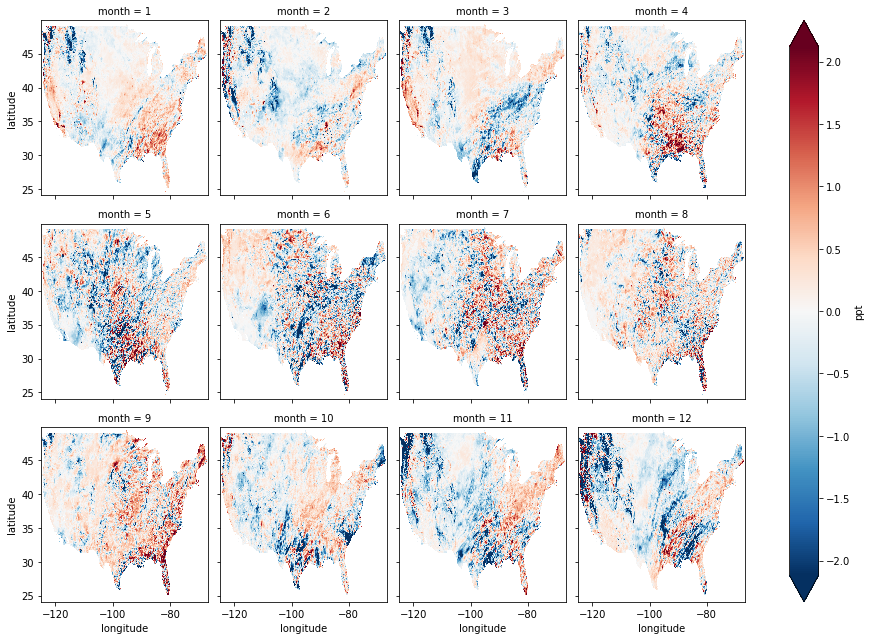 month = 1
month = 2
month = 3
month = 4
latitude
45
40
35
30
25
month = 5
month = 6
month = 7
month = 8
latitude
45
40
35
30
25
month = 9
month = 10
month = 11
month = 12
latitude
45
40
35
30
25
−120 −100 −80
longitude
−120 −100 −80
longitude
−120 −100 −80
longitude
−120 −100 −80
longitude
2.0
1.5
1.0
0.5
0.0
−0.5
−1.0
−1.5
−2.0
ppt